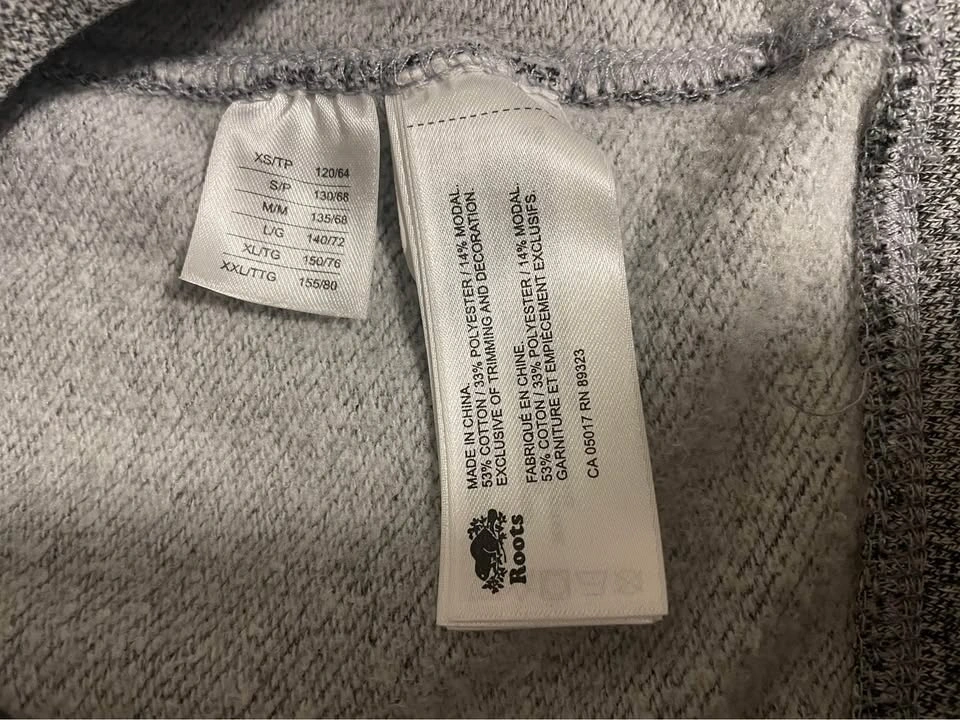 XS/TP 120/64
S/P 130/68
M/M 135/68
L/G 140/72
XL/TG 150/76
XXL/TTG 155/80
MADE IN CHINA.
53% COTTON / 33% POLYESTER / 14% MODAL.
EXCLUSIVE OF TRIMMING AND DECORATION.
FABRIQUÉ EN CHINE.
53% COTON / 33% POLYESTER / 14% MODAL.
GARNITURE ET EMPIÈCEMENT EXCLUSIFS.
CA 05017 RN 89323
Roots